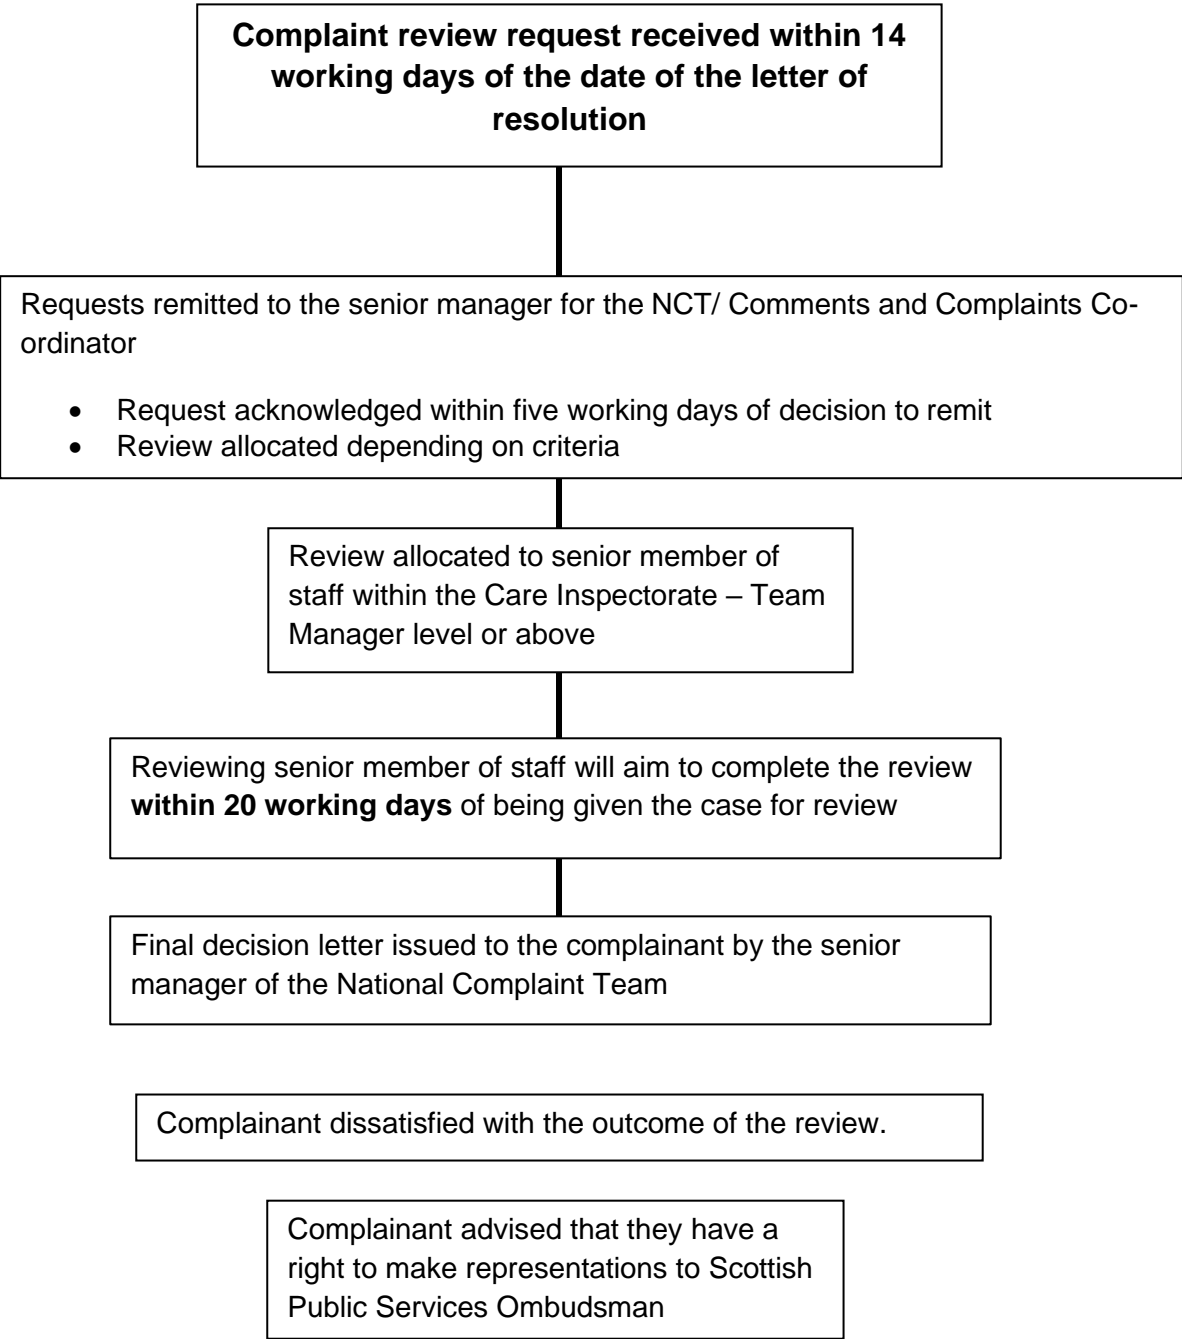 Complaint review request received within 14
working days of the date of the letter of
resolution
Requests remitted to the senior manager for the NCT/ Comments and Complaints Co-
ordinator
• Request acknowledged within five working days of decision to remit
• Review allocated depending on criteria
Review allocated to senior member of
staff within the Care Inspectorate – Team
Manager level or above
Reviewing senior member of staff will aim to complete the review
within 20 working days of being given the case for review
Final decision letter issued to the complainant by the senior
manager of the National Complaint Team
Complainant dissatisfied with the outcome of the review.
Complainant advised that they have a
right to make representations to Scottish
Public Services Ombudsman